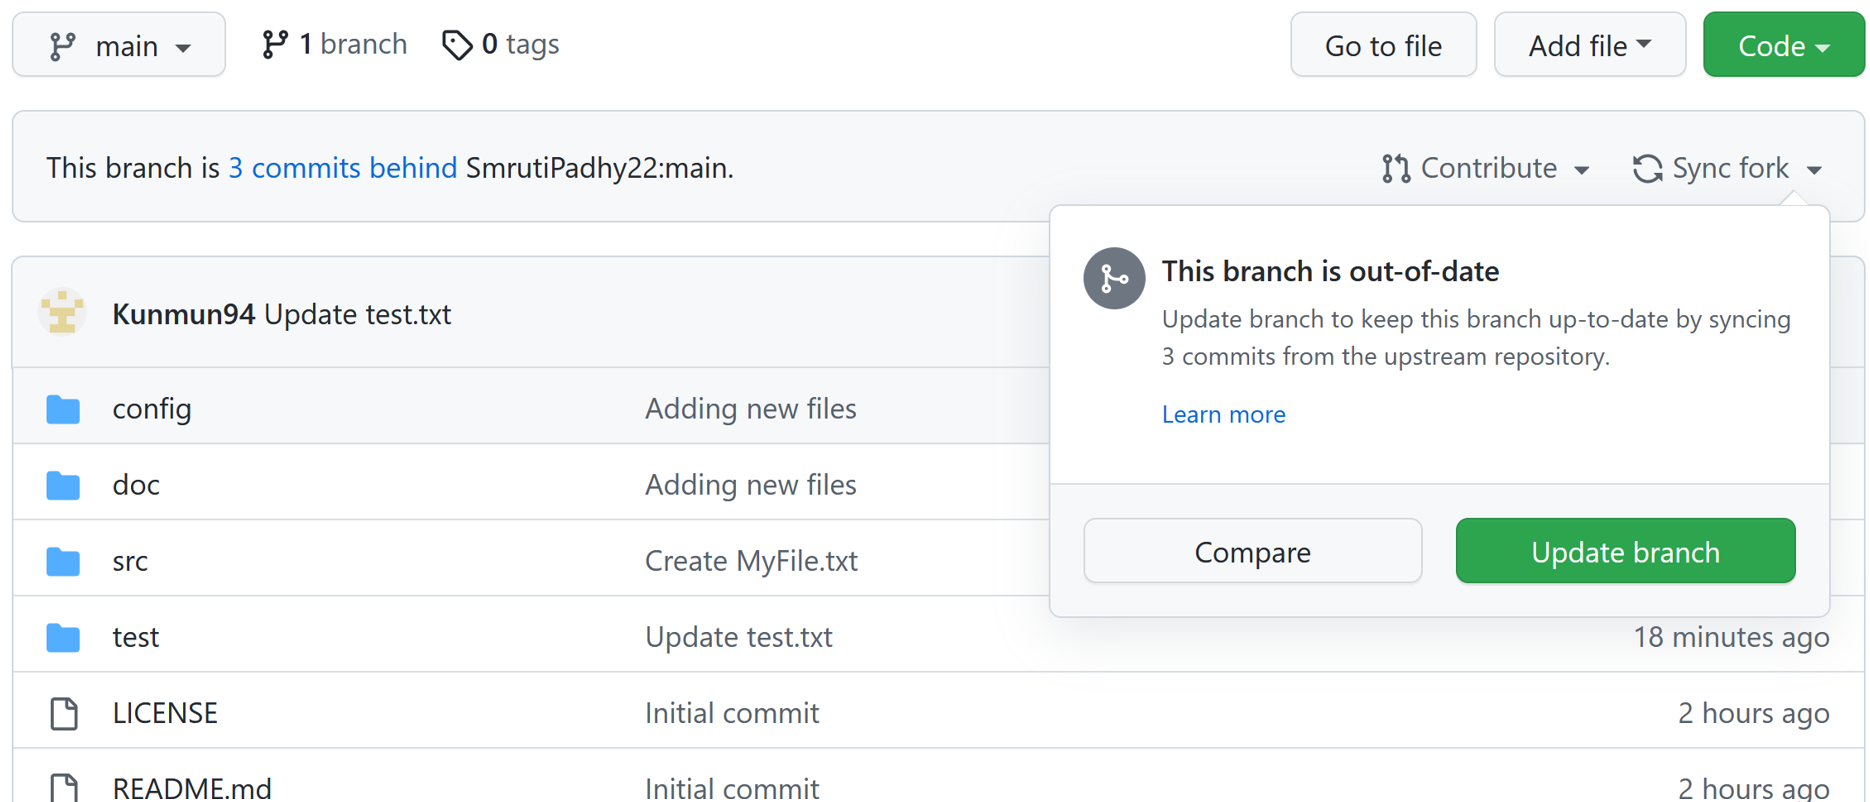 main
1 branch
0 tags
Go to file
Add file
Code
This branch is 3 commits behind SmrutiPadhy22:main.
Contribute
Sync fork
This branch is out-of-date
Update branch to keep this branch up-to-date by syncing
3 commits from the upstream repository.
Learn more
Compare
Update branch
Kunmun94 Update test.txt
config Adding new files
doc Adding new files
src Create MyFile.txt
test Update test.txt 18 minutes ago
LICENSE Initial commit 2 hours ago
README.md Initial commit 2 hours ago